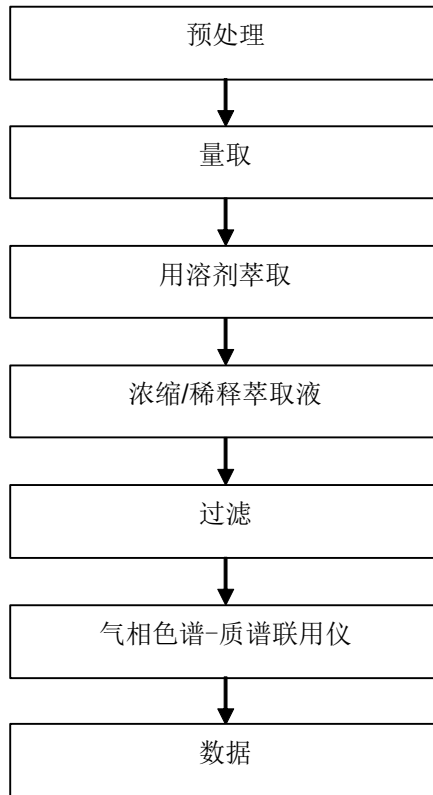 预处理
量取
用溶剂萃取
浓缩/稀释萃取液
过滤
气相色谱-质谱联用仪
数据